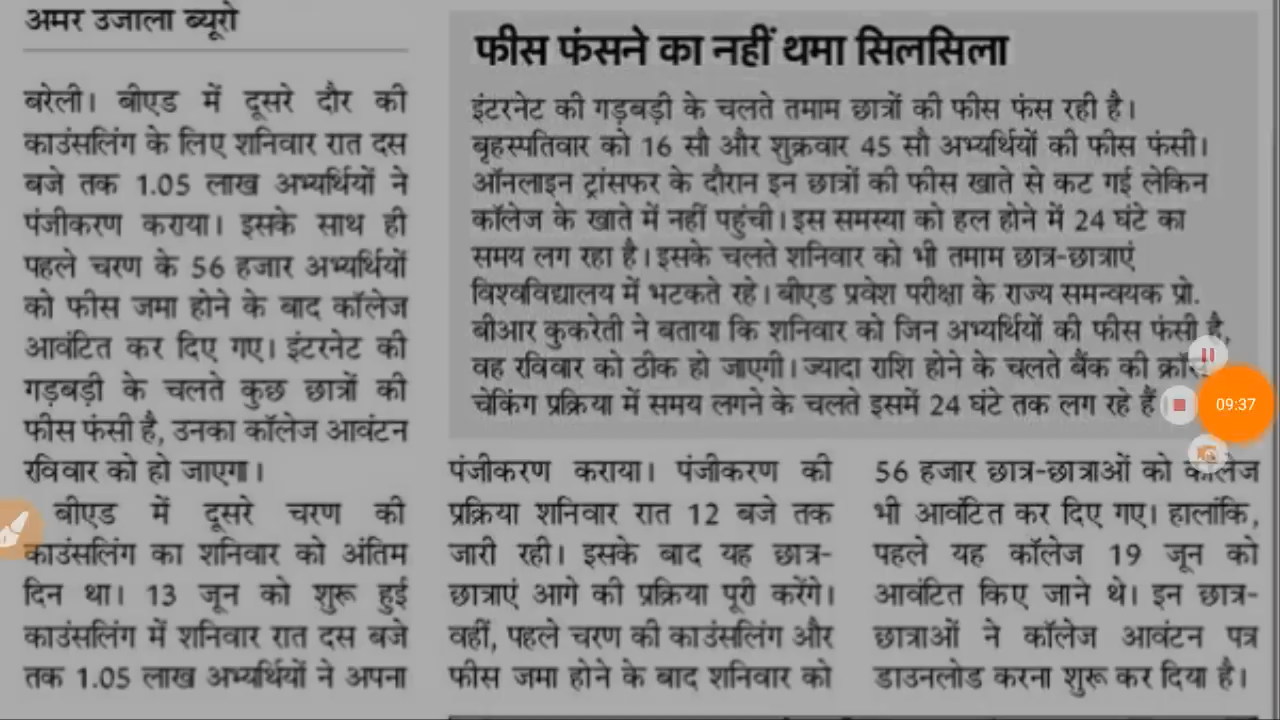 अमर उजाला ब्यूरो
बरेली। बीएड में दूसरे दौर की
काउंसलिंग के लिए शनिवार रात दस
बजे तक 1.05 लाख अभ्यर्थियों ने
पंजीकरण कराया। इसके साथ ही
पहले चरण के 56 हजार अभ्यर्थियों
को फीस जमा होने के बाद कॉलेज
आवंटित कर दिए गए। इंटरनेट की
गड़बड़ी के चलते कुछ छात्रों की
फीस फंसी है, उनका कॉलेज आवंटन
रविवार को हो जाएगा।
बीएड में दूसरे चरण की
काउंसलिंग का शनिवार को अंतिम
दिन था। 13 जून को शुरू हुई
काउंसलिंग में शनिवार रात दस बजे
तक 1.05 लाख अभ्यर्थियों ने अपना
फीस फंसने का नहीं थमा सिलसिला
इंटरनेट की गड़बड़ी के चलते तमाम छात्रों की फीस फंस रही है।
बृहस्पतिवार को 16 सौ और शुक्रवार 45 सौ अभ्यर्थियों की फीस फंसी।
ऑनलाइन ट्रांसफर के दौरान इन छात्रों की फीस खाते से कट गई लेकिन
कॉलेज के खाते में नहीं पहुंची। इस समस्या को हल होने में 24 घंटे का
समय लग रहा है। इसके चलते शनिवार को भी तमाम छात्र-छात्राएं
विश्वविद्यालय में भटकते रहे। बीएड प्रवेश परीक्षा के राज्य समन्वयक प्रो.
बीआर कुकरेती ने बताया कि शनिवार को जिन अभ्यर्थियों की फीस फंसी है,
वह रविवार को ठीक हो जाएगी। ज्यादा राशि होने के चलते बैंक की क्रॉस
चेकिंग प्रक्रिया में समय लगने के चलते इसमें 24 घंटे तक लग रहे हैं
पंजीकरण कराया। पंजीकरण की
प्रक्रिया शनिवार रात 12 बजे तक
जारी रही। इसके बाद यह छात्र-
छात्राएं आगे की प्रक्रिया पूरी करेंगे।
वहीं, पहले चरण की काउंसलिंग और
फीस जमा होने के बाद शनिवार को
56 हजार छात्र-छात्राओं को कॉलेज
भी आवंटित कर दिए गए। हालांकि,
पहले यह कॉलेज 19 जून को
आवंटित किए जाने थे। इन छात्र-
छात्राओं ने कॉलेज आवंटन पत्र
डाउनलोड करना शुरू कर दिया है।
09:37